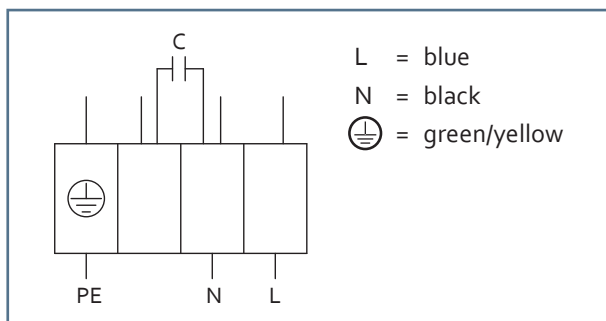 C
L = blue
N = black
= green/yellow
PE N L